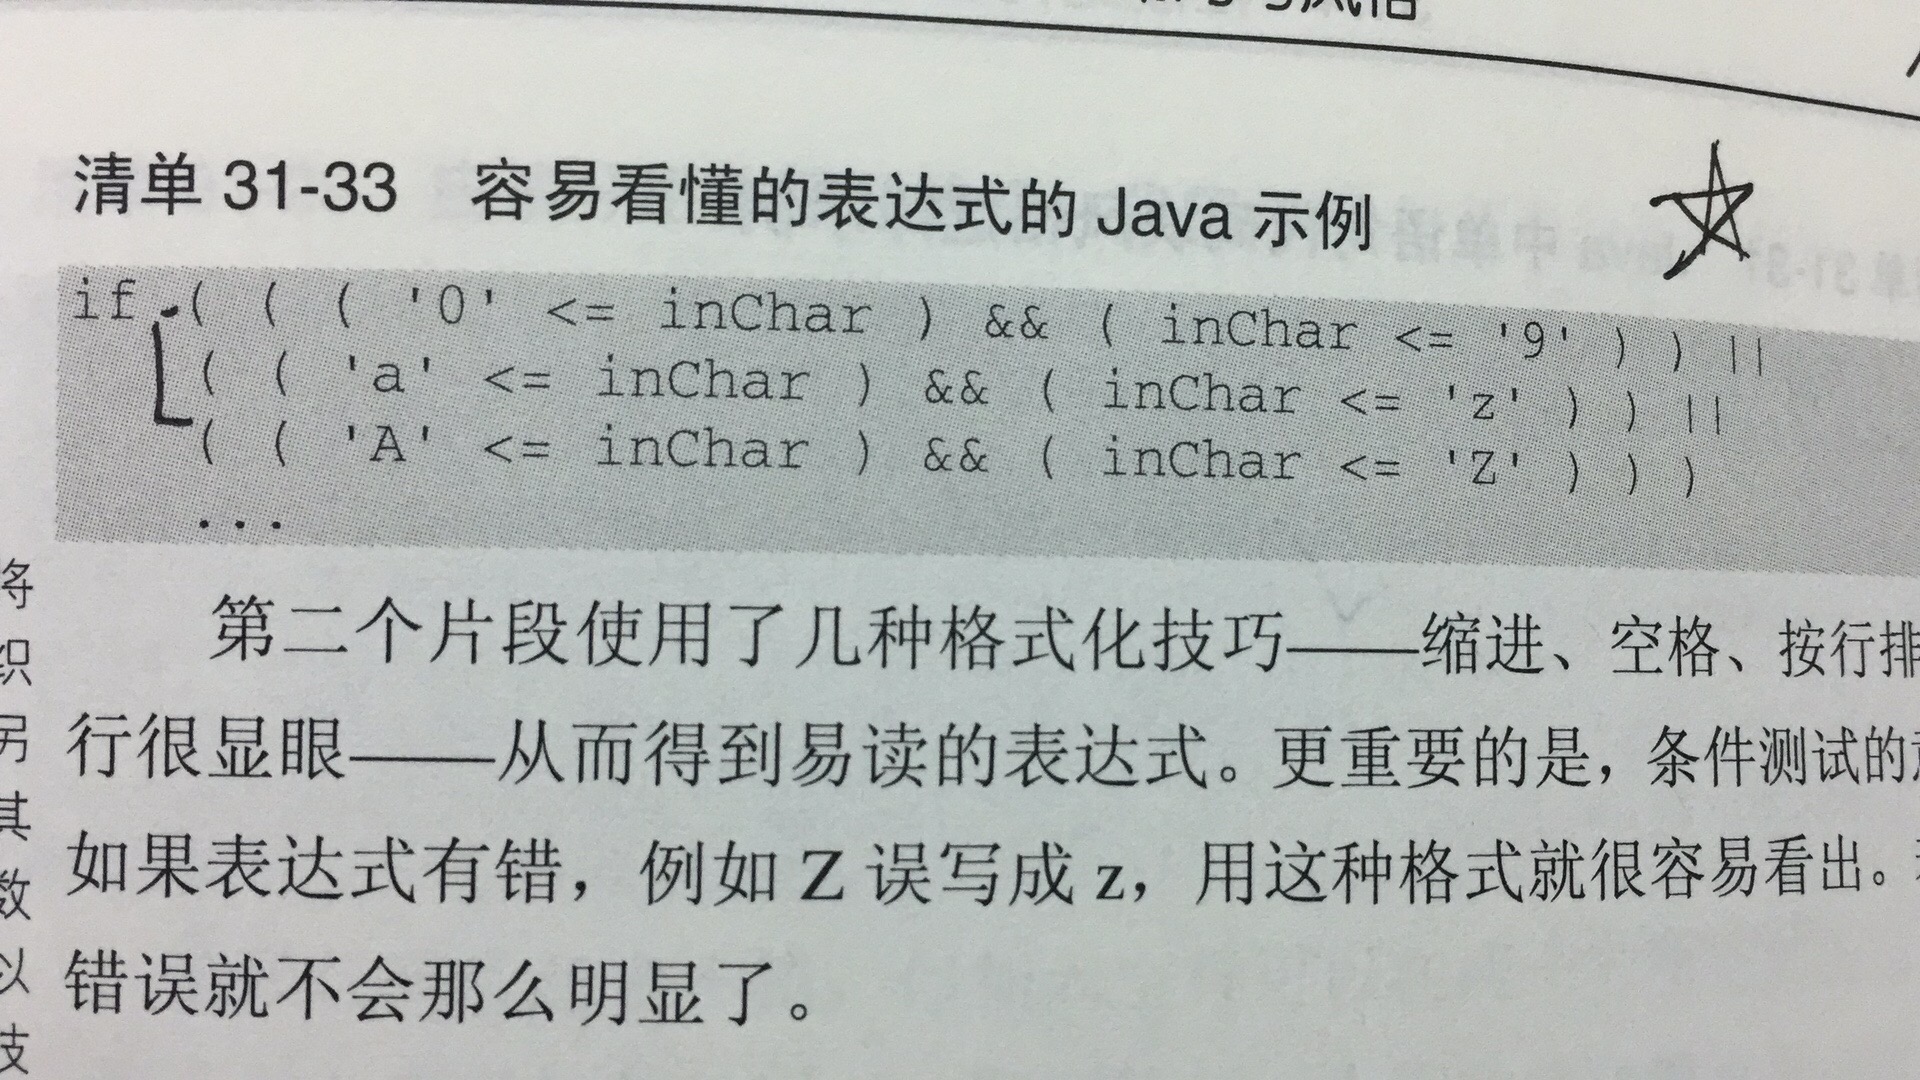 清单 31-33 容易看懂的表达式的 Java 示例
if ( ( ( '0' <= inChar ) && ( inChar <= '9' ) ) ||
( ( 'a' <= inChar ) && ( inChar <= 'z' ) ) ||
( ( 'A' <= inChar ) && ( inChar <= 'Z' ) ) )
...
第二个片段使用了几种格式化技巧——缩进、空格、按行排
行很显眼——从而得到易读的表达式。更重要的是，条件测试的
如果表达式有错，例如 Z 误写成 z，用这种格式就很容易看出。
错误就不会那么明显了。
将
织
另
其
数
以
技